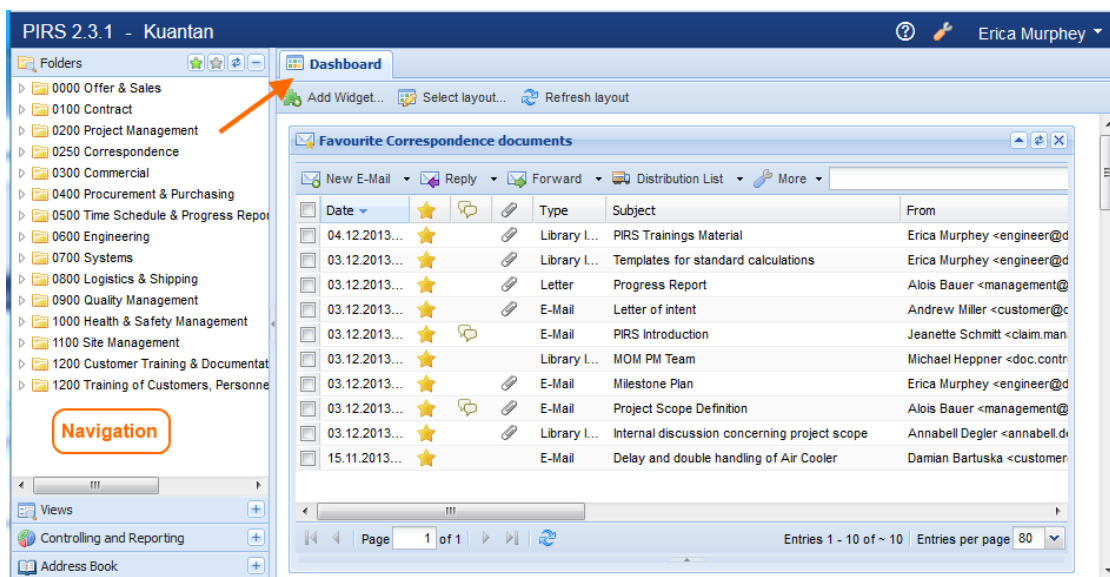 PIRS 2.3.1 - Kuantan
Erica Murphey
Folders
0000 Offer & Sales
0100 Contract
0200 Project Management
0250 Correspondence
0300 Commercial
0400 Procurement & Purchasing
0500 Time Schedule & Progress Repor
0600 Engineering
0700 Systems
0800 Logistics & Shipping
0900 Quality Management
1000 Health & Safety Management
1100 Site Management
1200 Customer Training & Documentat
1200 Training of Customers, Personne
Navigation
Views
Controlling and Reporting
Address Book
Dashboard
Add Widget... Select layout... Refresh layout
Favourite Correspondence documents
New E-Mail Reply Forward Distribution List More
Date Type Subject From
04.12.2013... Library I... PIRS Trainings Material Erica Murphey <engineer@d
03.12.2013... Library I... Templates for standard calculations Erica Murphey <engineer@d
03.12.2013... Letter Progress Report Alois Bauer <management@
03.12.2013... E-Mail Letter of intent Andrew Miller <customer@c
03.12.2013... E-Mail PIRS Introduction Jeanette Schmitt <claim.man
03.12.2013... Library I... MOM PM Team Michael Heppner <doc.contr
03.12.2013... E-Mail Milestone Plan Erica Murphey <engineer@d
03.12.2013... E-Mail Project Scope Definition Alois Bauer <management@
03.12.2013... Library I... Internal discussion concerning project scope Annabell Degler <annabell.d
15.11.2013... E-Mail Delay and double handling of Air Cooler Damian Bartuska <customer
Page 1 of 1 Entries 1 - 10 of ~ 10 Entries per page 80